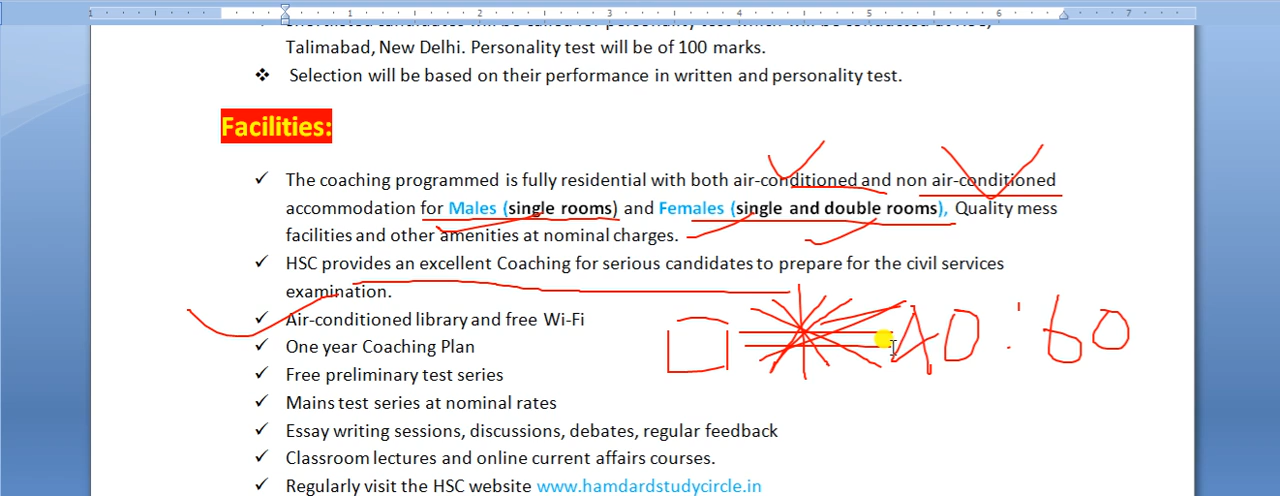 Talimabad, New Delhi. Personality test will be of 100 marks.
❖ Selection will be based on their performance in written and personality test.
Facilities:
✓ The coaching programmed is fully residential with both air-conditioned and non air-conditioned
accommodation for Males (single rooms) and Females (single and double rooms), Quality mess
facilities and other amenities at nominal charges.
✓ HSC provides an excellent Coaching for serious candidates to prepare for the civil services
examination.
✓ Air-conditioned library and free Wi-Fi
40:60
✓ One year Coaching Plan
✓ Free preliminary test series
✓ Mains test series at nominal rates
✓ Essay writing sessions, discussions, debates, regular feedback
✓ Classroom lectures and online current affairs courses.
✓ Regularly visit the HSC website www.hamdardstudycircle.in